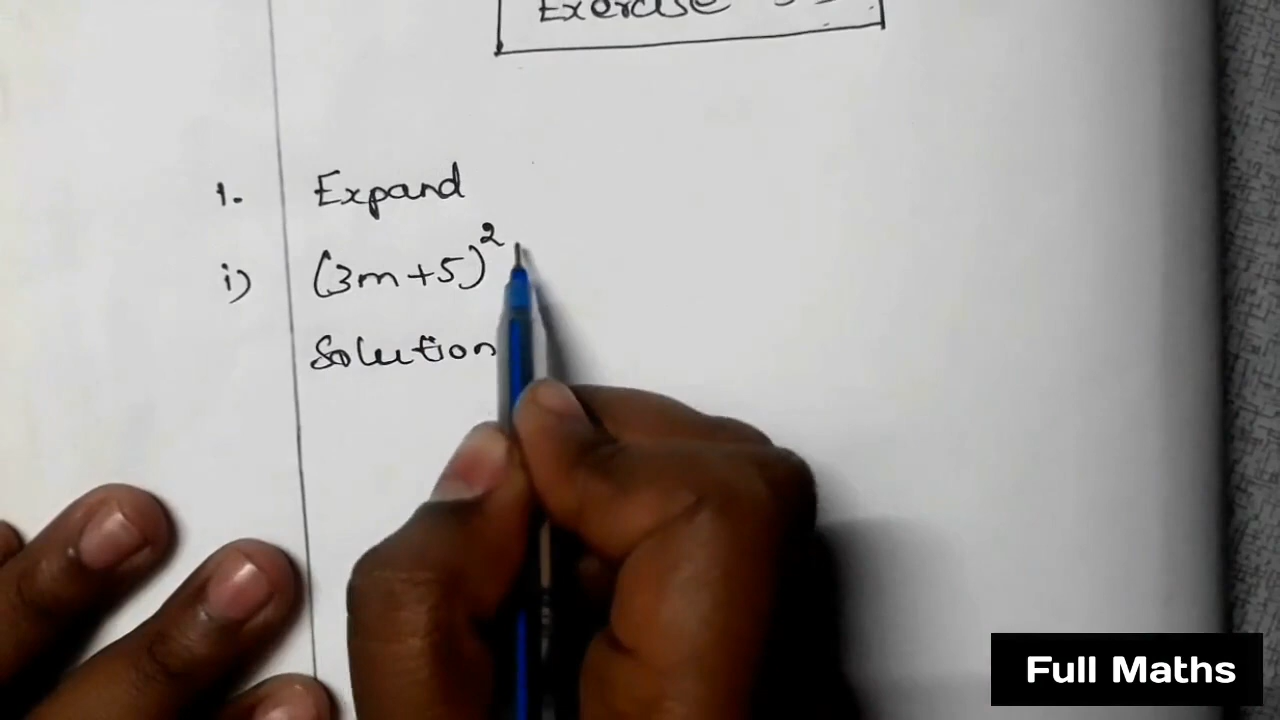 Exercise
1. Expand
i) (3m+5)²
Solution
Full Maths